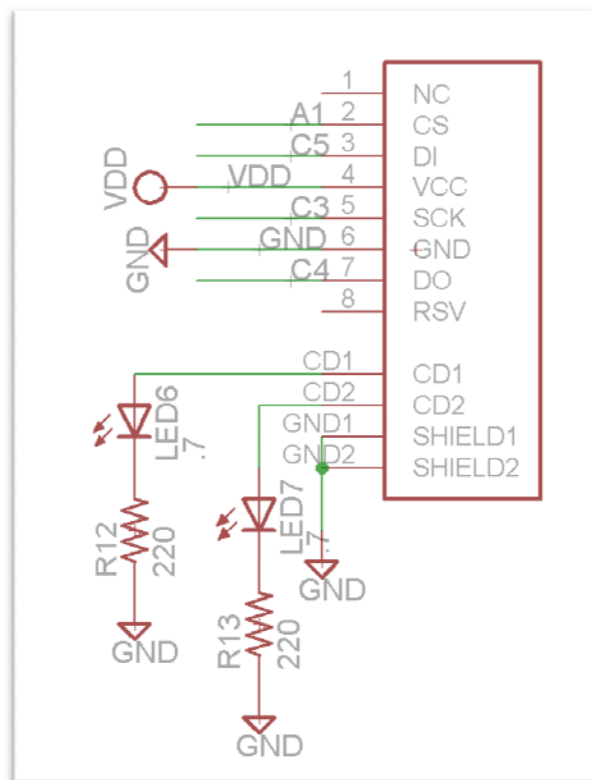 1 NC
A1 2 CS
C5 3 DI
VDD VDD 4 VCC
C3 5 SCK
GND GND 6 GND
C4 7 DO
8 RSV
CD1 CD1
CD2 CD2
GND1 SHIELD1
GND2 SHIELD2
LED6
.7
LED7
.7
R12
220
R13
220
GND
GND
GND